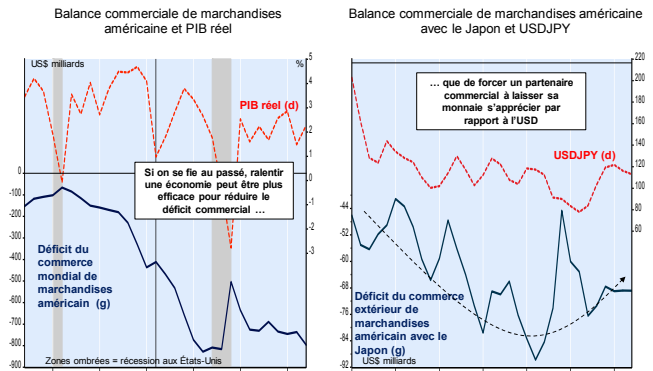 Balance commerciale de marchandises
américaine et PIB réel
US$ milliards
%
5
4
3
2
1
0
-1
-2
-3
0
-100
-200
-300
-400
-500
-600
-700
-800
-900
PIB réel (d)
Si on se fie au passé, ralentir
une économie peut être plus
efficace pour réduire le
déficit commercial …
Déficit du
commerce
mondial de
marchandises
américain (g)
Zones ombrées = récession aux États-Unis
Balance commerciale de marchandises américaine
avec le Japon et USDJPY
220
200
180
160
140
120
100
80
60
-44
-52
-60
-68
-76
-84
-92
… que de forcer un partenaire
commercial à laisser sa
monnaie s'apprécier par
rapport à l'USD
USDJPY (d)
Déficit du commerce
extérieur de
marchandises
américain avec le
Japon (g)
US$ milliards